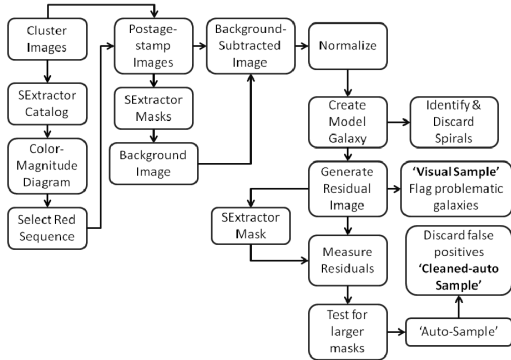 Cluster
Images
SExtractor
Catalog
Color-
Magnitude
Diagram
Select Red
Sequence
Postage-
stamp
Images
SExtractor
Masks
Background
Image
Background-
Subtracted
Image
Normalize
Create
Model
Galaxy
Identify &
Discard
Spirals
Generate
Residual
Image
'Visual Sample'
Flag problematic
galaxies
SExtractor
Mask
Measure
Residuals
Test for
larger
masks
'Auto-Sample'
Discard false
positives
'Cleaned-auto
Sample'